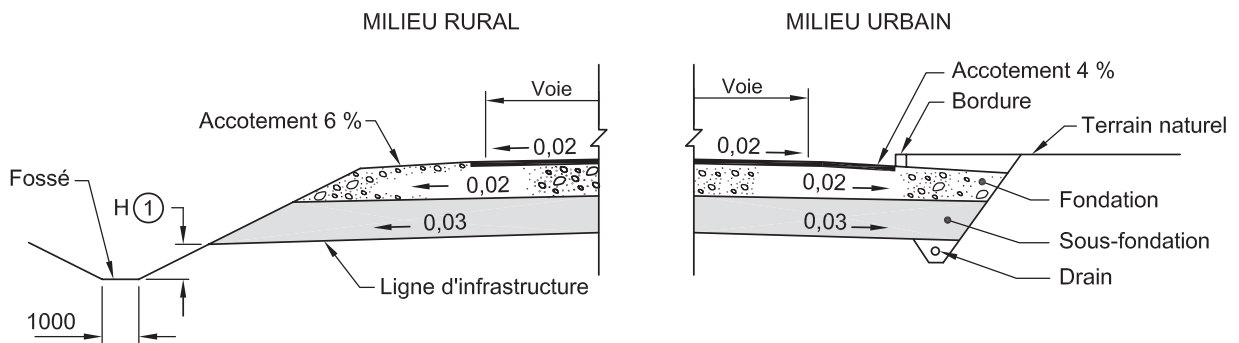 MILIEU RURAL
MILIEU URBAIN
Voie
Voie
Accotement 4 %
Bordure
Accotement 6 %
Terrain naturel
0,02
0,02
Fossé
0,02
0,02
Fondation
H 1
0,03
0,03
Sous-fondation
Drain
Ligne d'infrastructure
1000